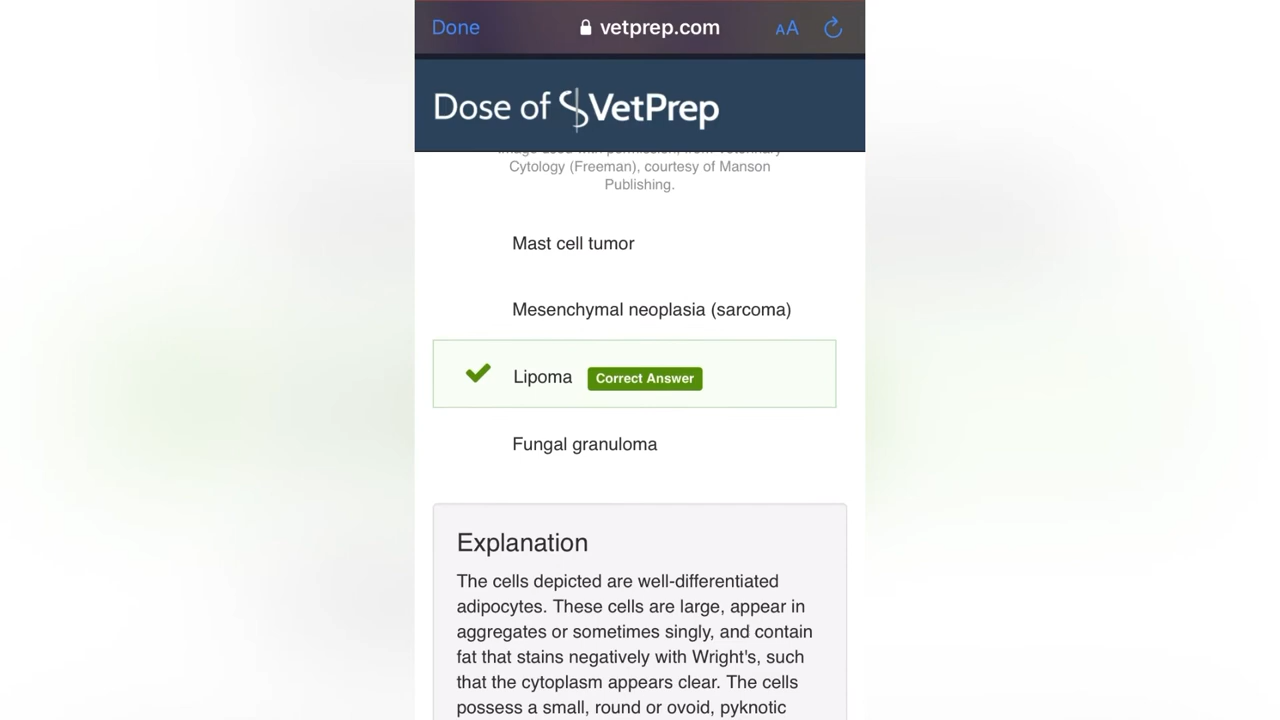 Done
vetprep.com
AA
Dose of VetPrep
Cytology (Freeman), courtesy of Manson
Publishing.
Mast cell tumor
Mesenchymal neoplasia (sarcoma)
Lipoma Correct Answer
Fungal granuloma
Explanation
The cells depicted are well-differentiated
adipocytes. These cells are large, appear in
aggregates or sometimes singly, and contain
fat that stains negatively with Wright's, such
that the cytoplasm appears clear. The cells
possess a small, round or ovoid, pyknotic